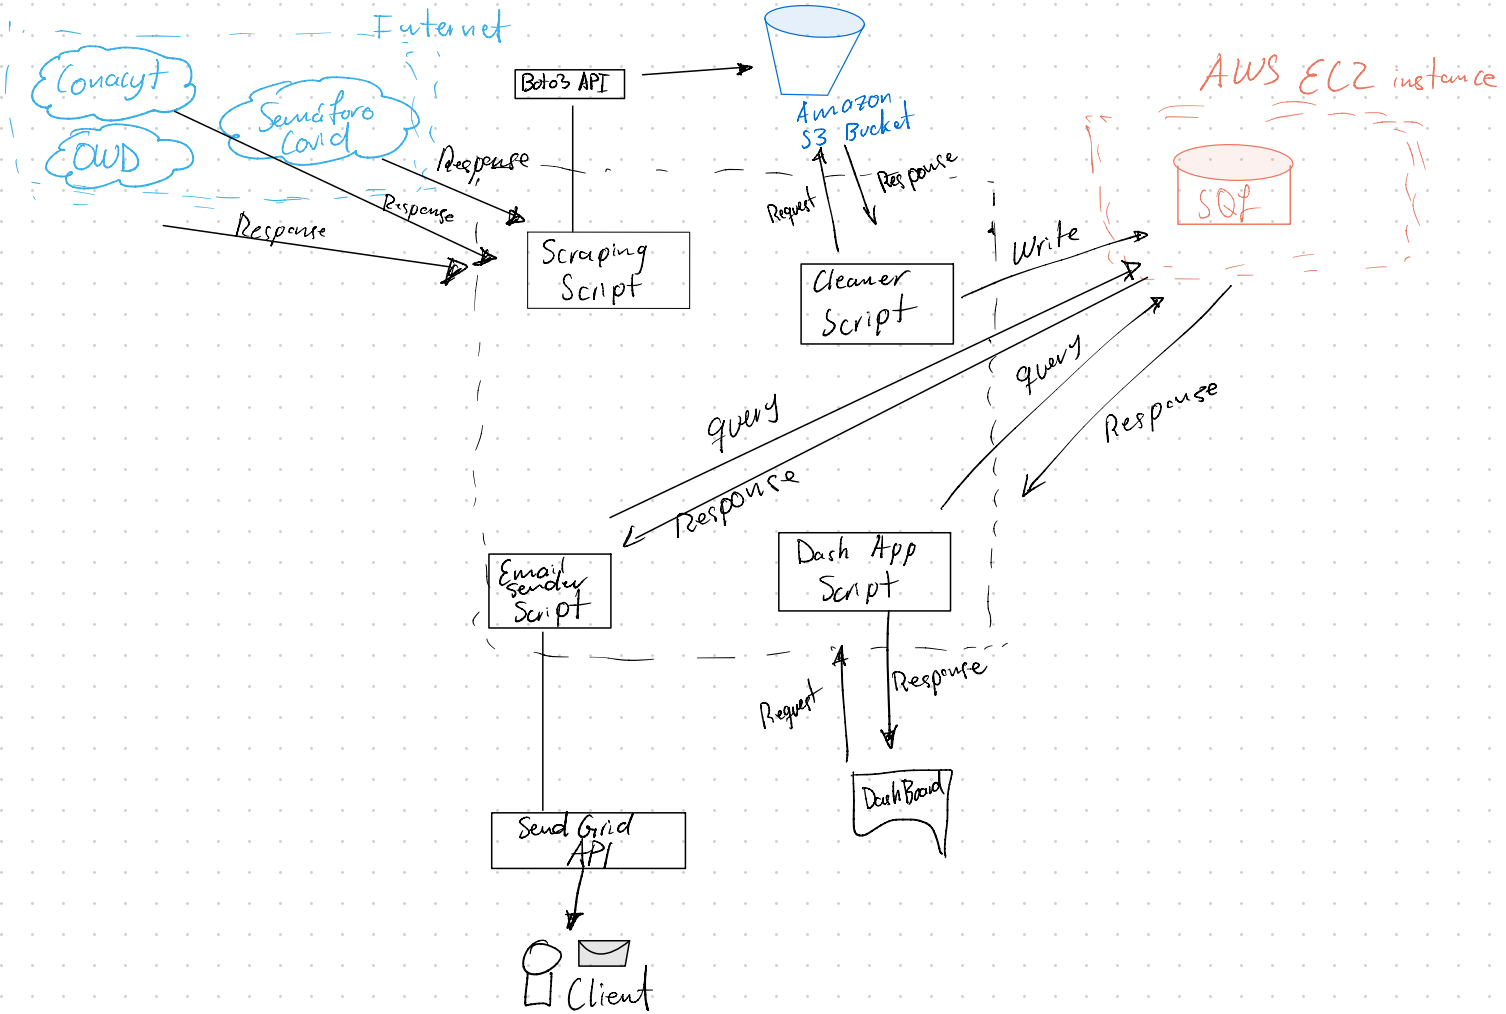 Internet
Conacyt
Semáforo
Covid
OWD
Boto3 API
Amazon
S3 Bucket
AWS EC2 instance
SQL
Response
Response
Response
Request
Response
Scraping
Script
Cleaner
Script
Write
query
Response
query
Response
Email
sender
Script
Dash App
Script
Request
Response
DashBoard
Send Grid
API
Client